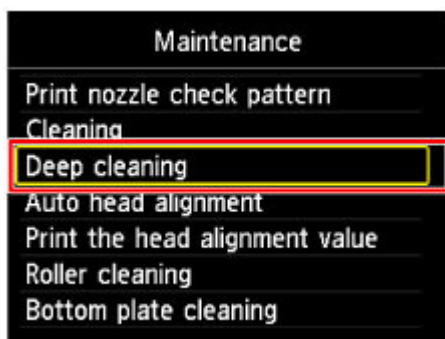 Maintenance
Print nozzle check pattern
Cleaning
Deep cleaning
Auto head alignment
Print the head alignment value
Roller cleaning
Bottom plate cleaning